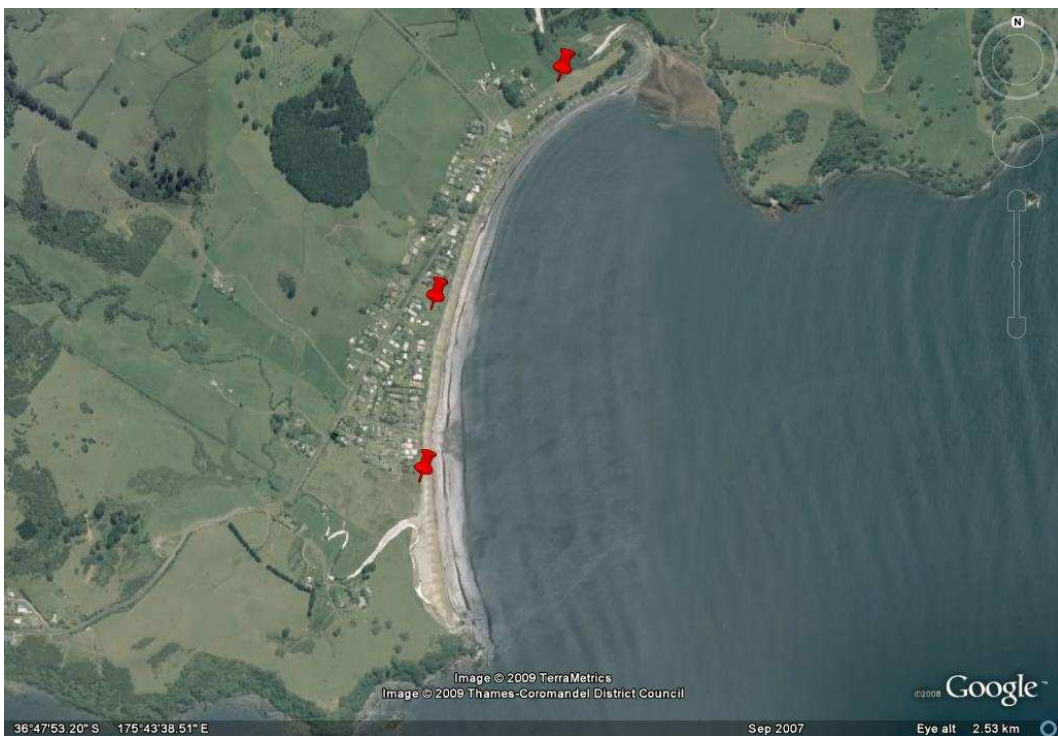 N
Image © 2009 TerraMetrics
Image © 2009 Thames-Coromandel District Council
©2008 Google™
36°47'53.20" S 175°43'38.51" E Sep 2007 Eye alt 2.53 km